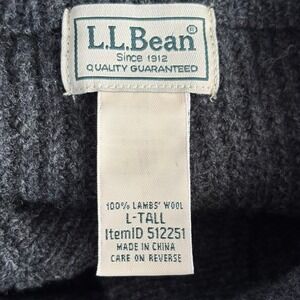 L.L.Bean®
Since 1912
QUALITY GUARANTEED
100% LAMBS' WOOL
L-TALL
ItemID 512251
MADE IN CHINA
CARE ON REVERSE